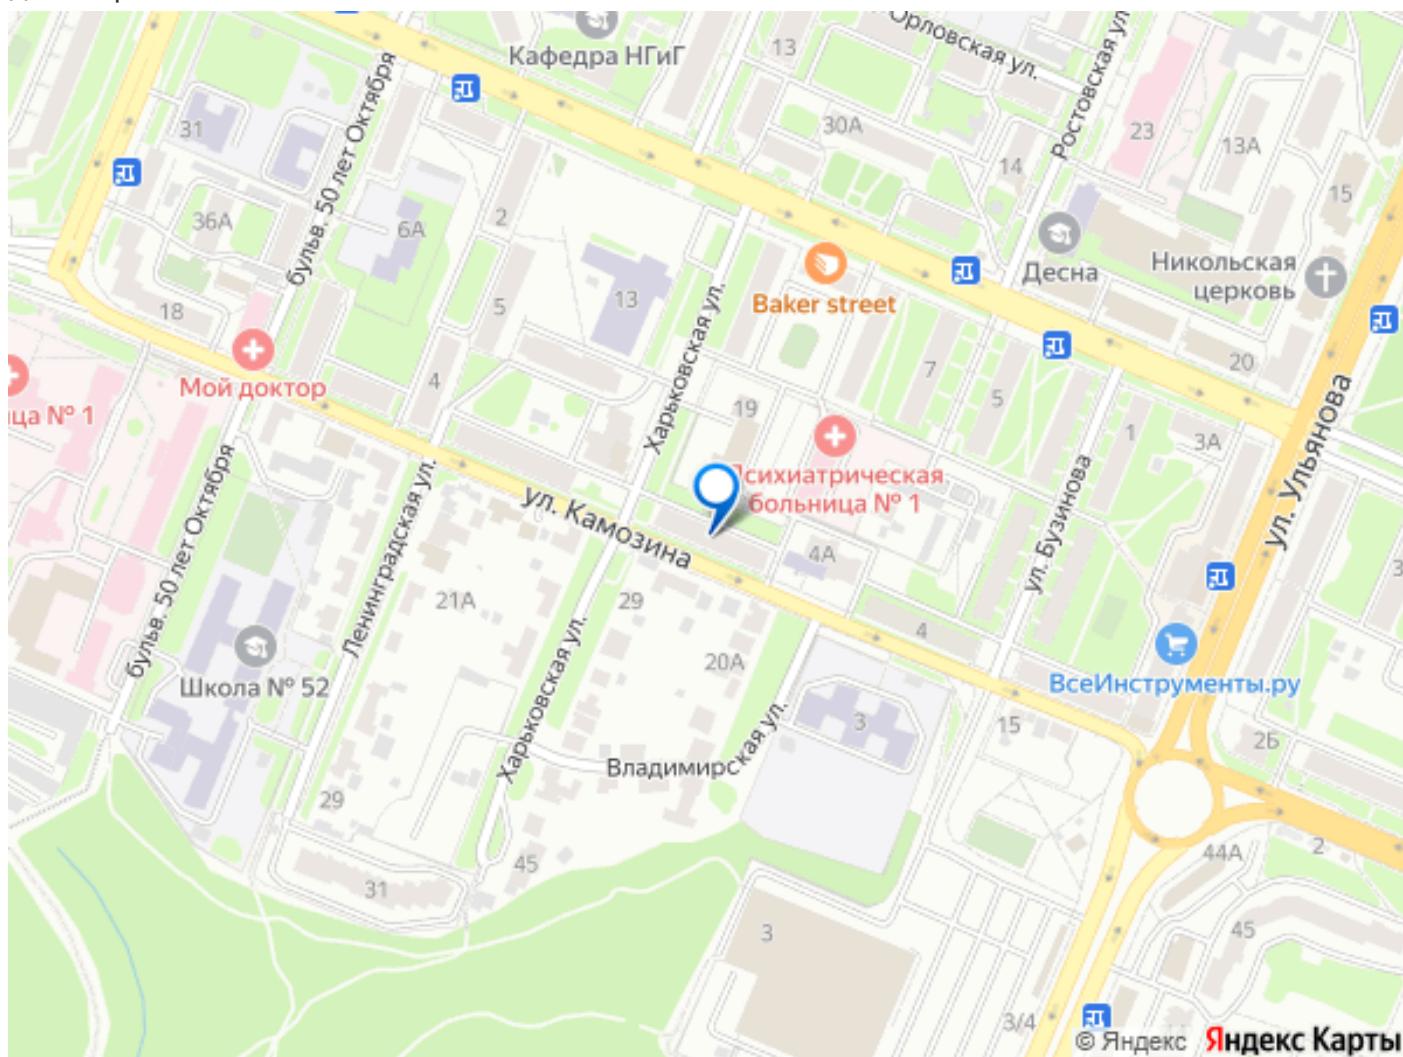 Кафедра НГиГ
Орловская ул.
13
Ростовская ул.
бульв. 50 лет Октября
31
30А
23
13А
14
15
36А
6А
2
Десна
Никольская
церковь
13
5
18
Baker street
Харьковская ул.
Мой доктор
4
7
5
20
1
3А
ул. Ульянова
ица № 1
19
Психиатрическая
больница № 1
ул. Камозина
4А
ул. Бузинова
бульв. 50 лет Октября
Ленинградская ул.
21А
29
4
20А
Школа № 52
Харьковская ул.
ВсеИнструменты.ру
3
15
2Б
Владимирская ул.
29
45
31
44А
2
3
45
3/4
© Яндекс Яндекс Карты